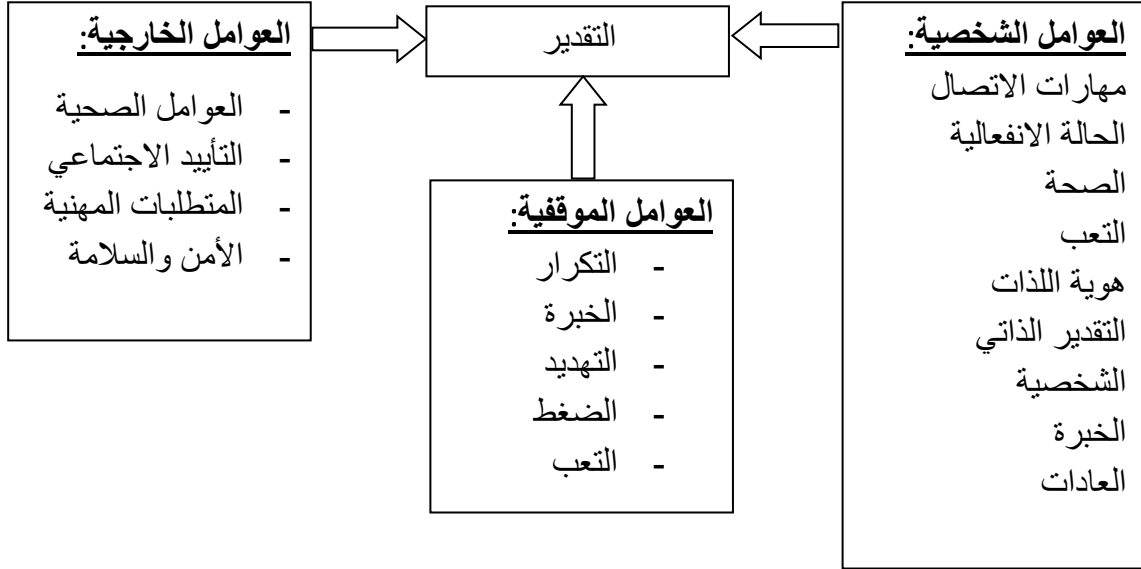 العوامل الشخصية:
مهارات الاتصال
الحالة الانفعالية
الصحة
التعب
هوية اللذات
التقدير الذاتي
الشخصية
الخبرة
العادات
التقدير
العوامل الموقفية:
- التكرار
- الخبرة
- التهديد
- الضغط
- التعب
العوامل الخارجية:
- العوامل الصحية
- التأييد الاجتماعي
- المتطلبات المهنية
- الأمن والسلامة